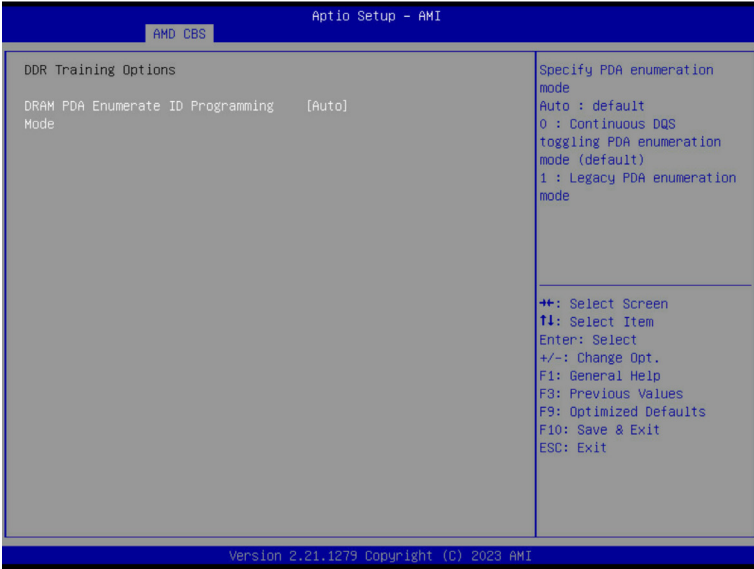 Aptio Setup – AMI
AMD CBS
DDR Training Options
DRAM PDA Enumerate ID Programming [Auto]
Mode
Specify PDA enumeration
mode
Auto : default
0 : Continuous DQS
toggling PDA enumeration
mode (default)
1 : Legacy PDA enumeration
mode
→←: Select Screen
↑↓: Select Item
Enter: Select
+/-: Change Opt.
F1: General Help
F3: Previous Values
F9: Optimized Defaults
F10: Save & Exit
ESC: Exit
Version 2.21.1279 Copyright (C) 2023 AMI